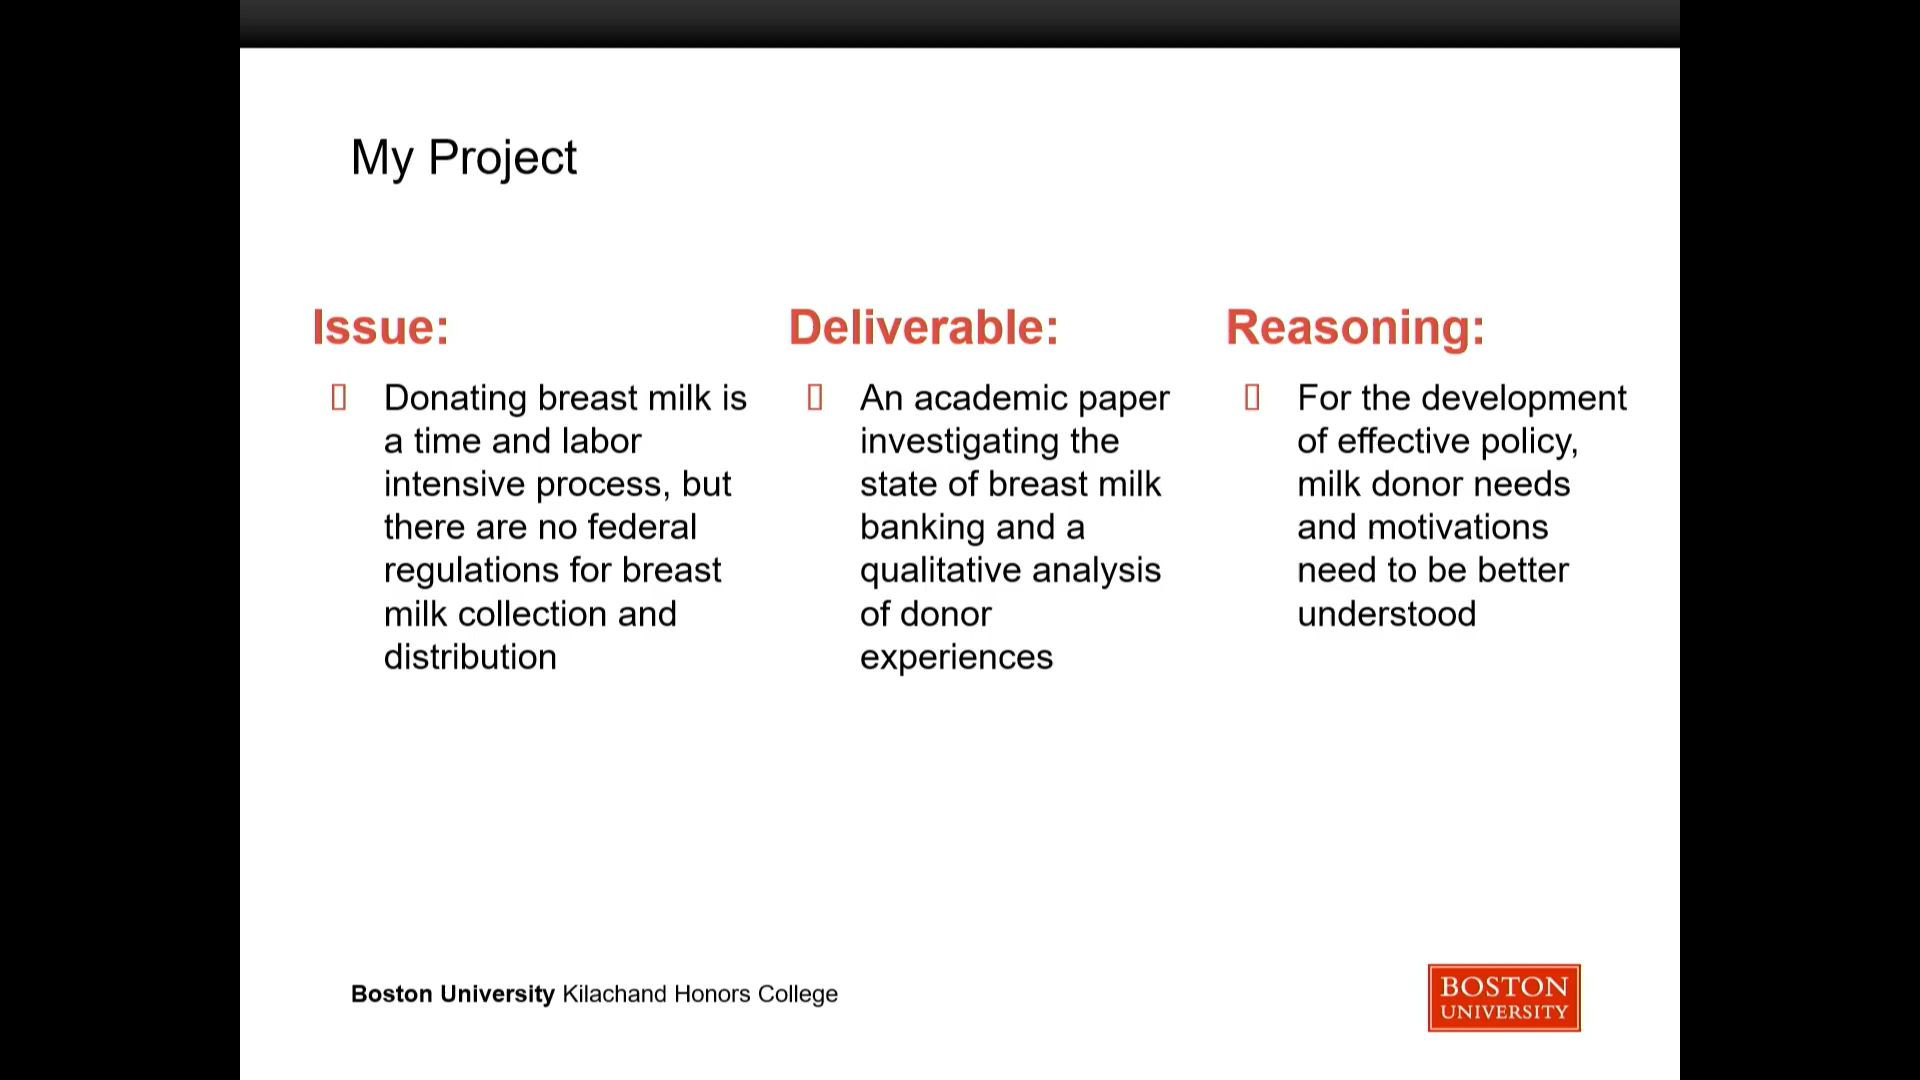 My Project
Issue:
Donating breast milk is
a time and labor
intensive process, but
there are no federal
regulations for breast
milk collection and
distribution
Deliverable:
An academic paper
investigating the
state of breast milk
banking and a
qualitative analysis
of donor
experiences
Reasoning:
For the development
of effective policy,
milk donor needs
and motivations
need to be better
understood
Boston University Kilachand Honors College
BOSTON
UNIVERSITY